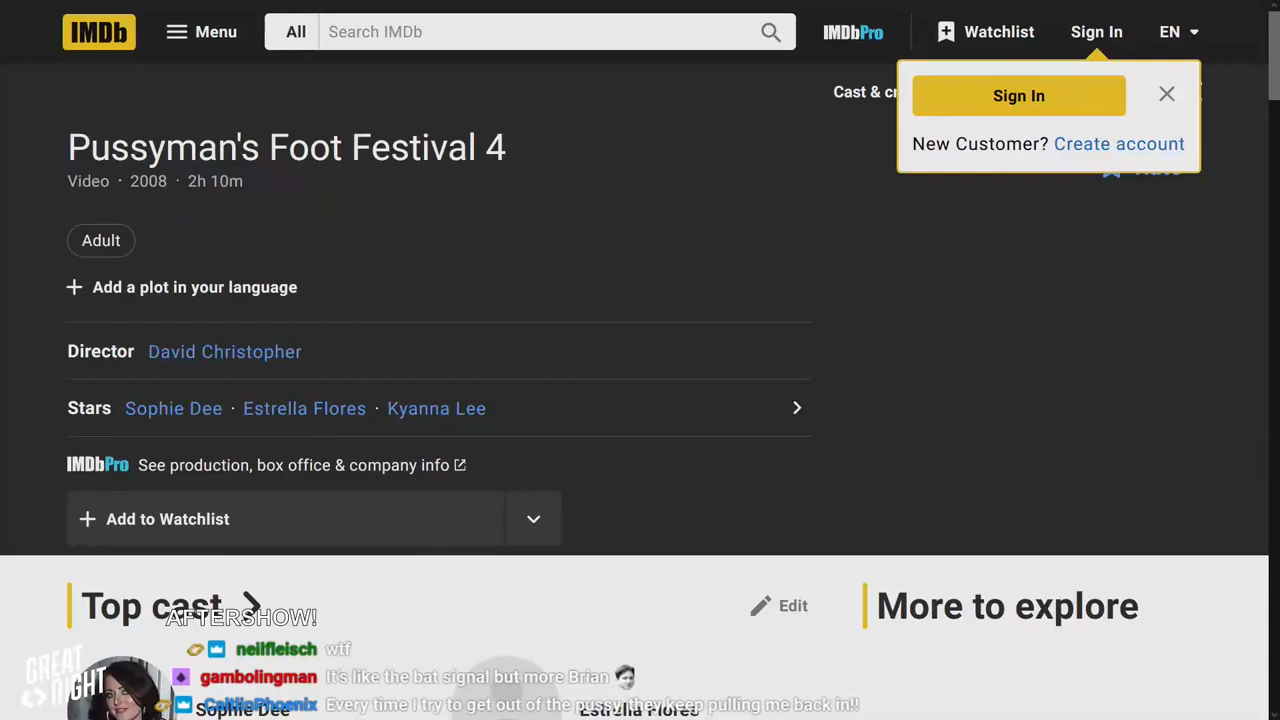 IMDb
Menu
All
Search IMDb
IMDbPro
Watchlist
Sign In
EN
Cast & cr
Sign In
New Customer? Create account
Pussyman's Foot Festival 4
Video · 2008 · 2h 10m
Adult
+ Add a plot in your language
Director David Christopher
Stars Sophie Dee · Estrella Flores · Kyanna Lee
IMDbPro See production, box office & company info
+ Add to Watchlist
Top cast
Edit
More to explore
AFTERSHOW!
neilfleisch wtf
gambolingman It's like the bat signal but more Brian
CaitlinPhoenix Every time I try to get out of the pussy they keep pulling me back in!!
Sophie Dee
Estrella Flores
GREAT
NIGHT